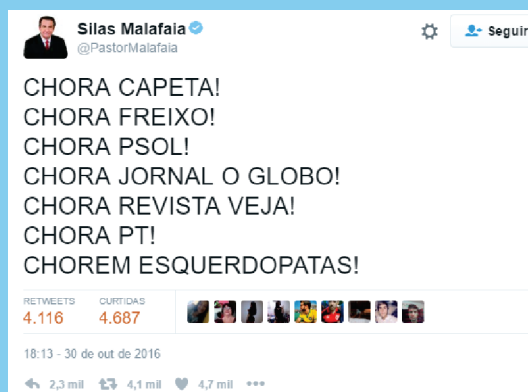 Silas Malafaia
@PastorMalafaia
Seguir
CHORA CAPETA!
CHORA FREIXO!
CHORA PSOL!
CHORA JORNAL O GLOBO!
CHORA REVISTA VEJA!
CHORA PT!
CHOREM ESQUERDOPATAS!
RETWEETS CURTIDAS
4.116 4.687
18:13 - 30 de out de 2016
2,3 mil 4,1 mil 4,7 mil